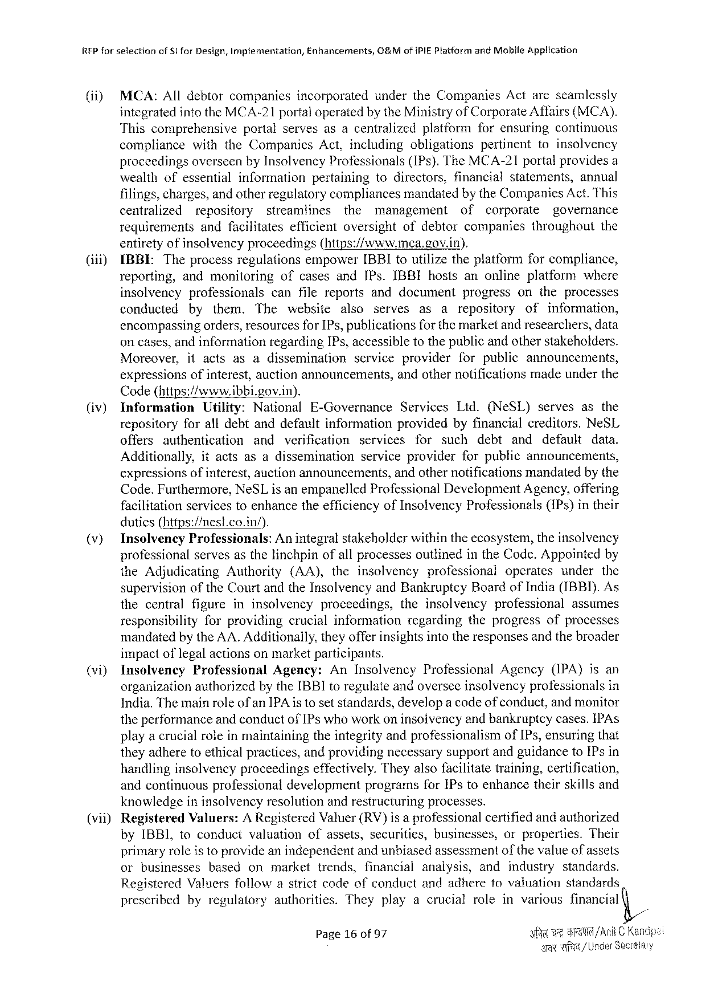 RFP for selection of SI for Design, Implementation, Enhancements, O&M of iPIE Platform and Mobile Application
(ii) MCA: All debtor companies incorporated under the Companies Act are seamlessly
integrated into the MCA-21 portal operated by the Ministry of Corporate Affairs (MCA).
This comprehensive portal serves as a centralized platform for ensuring continuous
compliance with the Companies Act, including obligations pertinent to insolvency
proceedings overseen by Insolvency Professionals (IPs). The MCA-21 portal provides a
wealth of essential information pertaining to directors, financial statements, annual
filings, charges, and other regulatory compliances mandated by the Companies Act. This
centralized repository streamlines the management of corporate governance
requirements and facilitates efficient oversight of debtor companies throughout the
entirety of insolvency proceedings (https://www.mca.gov.in).
(iii) IBBI: The process regulations empower IBBI to utilize the platform for compliance,
reporting, and monitoring of cases and IPs. IBBI hosts an online platform where
insolvency professionals can file reports and document progress on the processes
conducted by them. The website also serves as a repository of information,
encompassing orders, resources for IPs, publications for the market and researchers, data
on cases, and information regarding IPs, accessible to the public and other stakeholders.
Moreover, it acts as a dissemination service provider for public announcements,
expressions of interest, auction announcements, and other notifications made under the
Code (https://www.ibbi.gov.in).
(iv) Information Utility: National E-Governance Services Ltd. (NeSL) serves as the
repository for all debt and default information provided by financial creditors. NeSL
offers authentication and verification services for such debt and default data.
Additionally, it acts as a dissemination service provider for public announcements,
expressions of interest, auction announcements, and other notifications mandated by the
Code. Furthermore, NeSL is an empanelled Professional Development Agency, offering
facilitation services to enhance the efficiency of Insolvency Professionals (IPs) in their
duties (https://nesl.co.in/).
(v) Insolvency Professionals: An integral stakeholder within the ecosystem, the insolvency
professional serves as the linchpin of all processes outlined in the Code. Appointed by
the Adjudicating Authority (AA), the insolvency professional operates under the
supervision of the Court and the Insolvency and Bankruptcy Board of India (IBBI). As
the central figure in insolvency proceedings, the insolvency professional assumes
responsibility for providing crucial information regarding the progress of processes
mandated by the AA. Additionally, they offer insights into the responses and the broader
impact of legal actions on market participants.
(vi) Insolvency Professional Agency: An Insolvency Professional Agency (IPA) is an
organization authorized by the IBBI to regulate and oversee insolvency professionals in
India. The main role of an IPA is to set standards, develop a code of conduct, and monitor
the performance and conduct of IPs who work on insolvency and bankruptcy cases. IPAs
play a crucial role in maintaining the integrity and professionalism of IPs, ensuring that
they adhere to ethical practices, and providing necessary support and guidance to IPs in
handling insolvency proceedings effectively. They also facilitate training, certification,
and continuous professional development programs for IPs to enhance their skills and
knowledge in insolvency resolution and restructuring processes.
(vii) Registered Valuers: A Registered Valuer (RV) is a professional certified and authorized
by IBBI, to conduct valuation of assets, securities, businesses, or properties. Their
primary role is to provide an independent and unbiased assessment of the value of assets
or businesses based on market trends, financial analysis, and industry standards.
Registered Valuers follow a strict code of conduct and adhere to valuation standards
prescribed by regulatory authorities. They play a crucial role in various financial
Page 16 of 97
अनिल चन्द्र काण्डपाल/Anil C Kandpal
अवर सचिव/Under Secretary